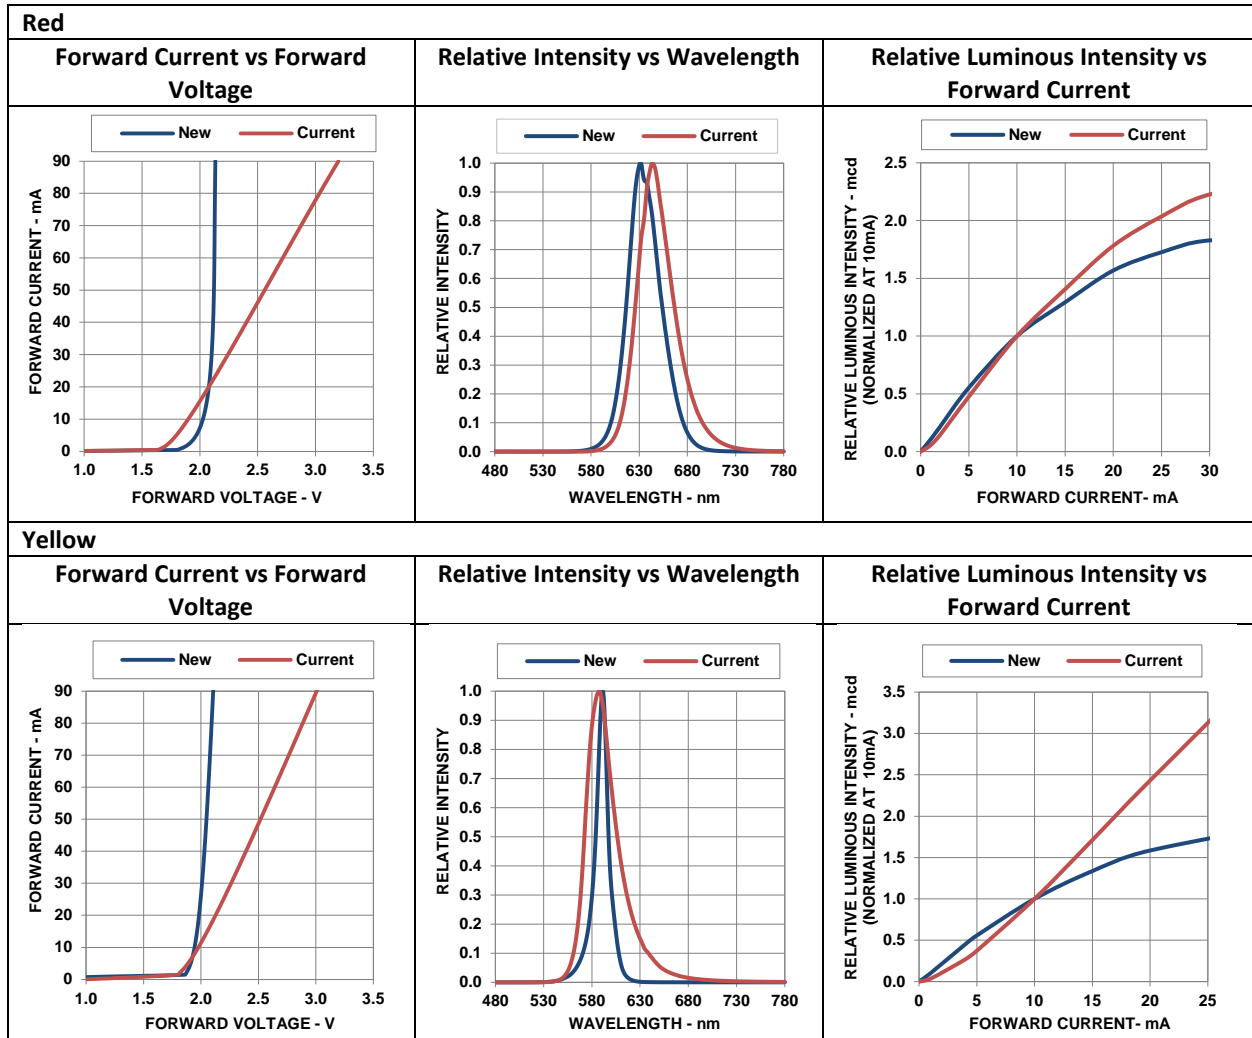 Red
Forward Current vs Forward
Voltage
Relative Intensity vs Wavelength
Relative Luminous Intensity vs
Forward Current
New Current
FORWARD CURRENT - mA
90
80
70
60
50
40
30
20
10
0
1.0 1.5 2.0 2.5 3.0 3.5
FORWARD VOLTAGE - V
New Current
RELATIVE INTENSITY
1.0
0.9
0.8
0.7
0.6
0.5
0.4
0.3
0.2
0.1
0.0
480 530 580 630 680 730 780
WAVELENGTH - nm
New Current
RELATIVE LUMINOUS INTENSITY - mcd
(NORMALIZED AT 10mA)
2.5
2.0
1.5
1.0
0.5
0.0
0 5 10 15 20 25 30
FORWARD CURRENT- mA
Yellow
Forward Current vs Forward
Voltage
Relative Intensity vs Wavelength
Relative Luminous Intensity vs
Forward Current
New Current
FORWARD CURRENT - mA
90
80
70
60
50
40
30
20
10
0
1.0 1.5 2.0 2.5 3.0 3.5
FORWARD VOLTAGE - V
New Current
RELATIVE INTENSITY
1.0
0.9
0.8
0.7
0.6
0.5
0.4
0.3
0.2
0.1
0.0
480 530 580 630 680 730 780
WAVELENGTH - nm
New Current
RELATIVE LUMINOUS INTENSITY - mcd
(NORMALIZED AT 10mA)
3.5
3.0
2.5
2.0
1.5
1.0
0.5
0.0
0 5 10 15 20 25
FORWARD CURRENT- mA